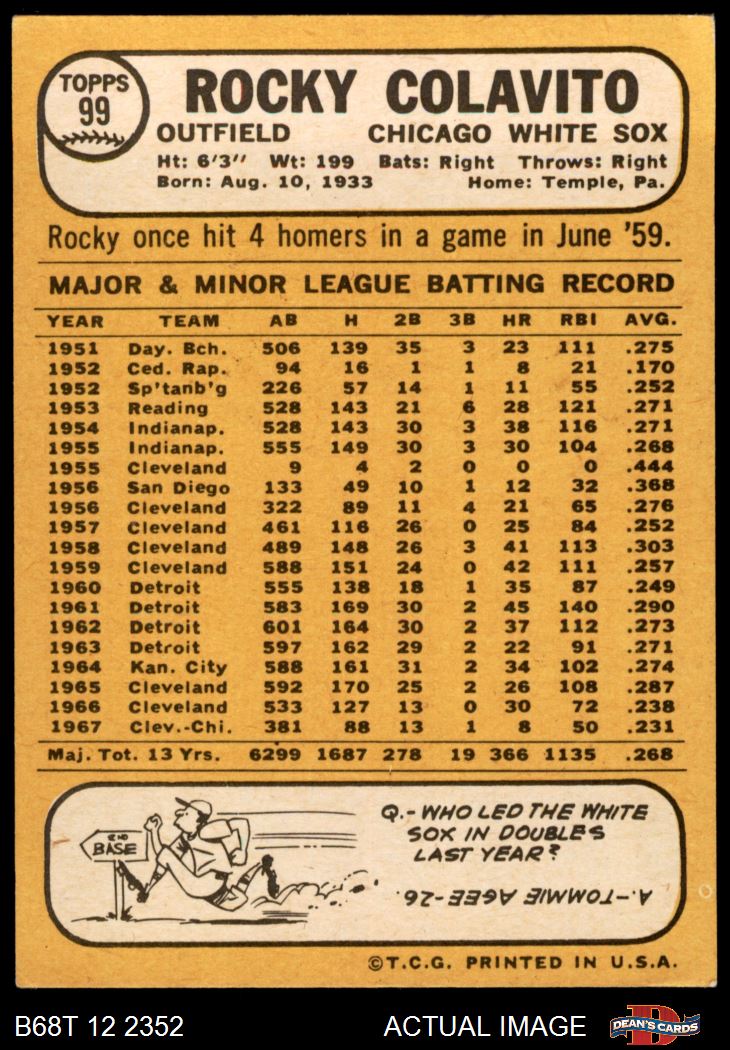 TOPPS
99
ROCKY COLAVITO
OUTFIELD CHICAGO WHITE SOX
Ht: 6'3" Wt: 199 Bats: Right Throws: Right
Born: Aug. 10, 1933 Home: Temple, Pa.
Rocky once hit 4 homers in a game in June '59.
MAJOR & MINOR LEAGUE BATTING RECORD
YEAR TEAM AB H 2B 3B HR RBI AVG.
1951 Day. Bch. 506 139 35 3 23 111 .275
1952 Ced. Rap. 94 16 1 1 8 21 .170
1952 Sp'tanb'g 226 57 14 1 11 55 .252
1953 Reading 528 143 21 6 28 121 .271
1954 Indianap. 528 143 30 3 38 116 .271
1955 Indianap. 555 149 30 3 30 104 .268
1955 Cleveland 9 4 2 0 0 0 .444
1956 San Diego 133 49 10 1 12 32 .368
1956 Cleveland 322 89 11 4 21 65 .276
1957 Cleveland 461 116 26 0 25 84 .252
1958 Cleveland 489 148 26 3 41 113 .303
1959 Cleveland 588 151 24 0 42 111 .257
1960 Detroit 555 138 18 1 35 87 .249
1961 Detroit 583 169 30 2 45 140 .290
1962 Detroit 601 164 30 2 37 112 .273
1963 Detroit 597 162 29 2 22 91 .271
1964 Kan. City 588 161 31 2 34 102 .274
1965 Cleveland 592 170 25 2 26 108 .287
1966 Cleveland 533 127 13 0 30 72 .238
1967 Clev.-Chi. 381 88 13 1 8 50 .231
Maj. Tot. 13 Yrs. 6299 1687 278 19 366 1135 .268
2ND
BASE
Q.- WHO LED THE WHITE
SOX IN DOUBLES
LAST YEAR?
A-TOMMIE AGEE-26.
©T.C.G. PRINTED IN U.S.A.
B68T 12 2352 ACTUAL IMAGE
D
DEAN'S CARDS